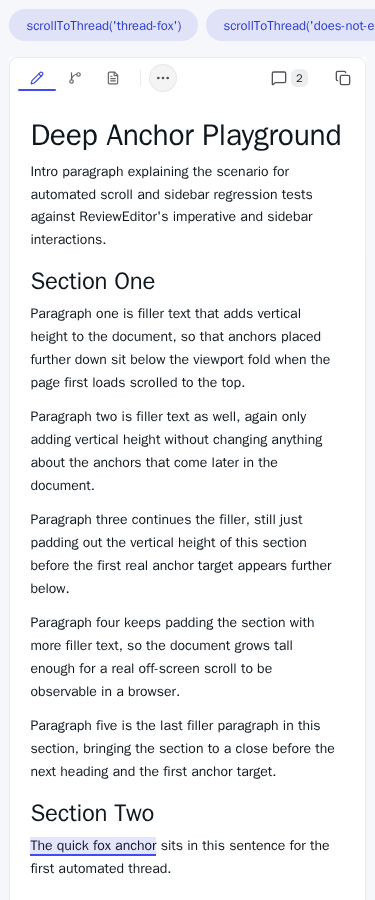 scrollToThread('thread-fox')
scrollToThread('does-not-e
2
Deep Anchor Playground
Intro paragraph explaining the scenario for
automated scroll and sidebar regression tests
against ReviewEditor's imperative and sidebar
interactions.
Section One
Paragraph one is filler text that adds vertical
height to the document, so that anchors placed
further down sit below the viewport fold when the
page first loads scrolled to the top.
Paragraph two is filler text as well, again only
adding vertical height without changing anything
about the anchors that come later in the
document.
Paragraph three continues the filler, still just
padding out the vertical height of this section
before the first real anchor target appears further
below.
Paragraph four keeps padding the section with
more filler text, so the document grows tall
enough for a real off-screen scroll to be
observable in a browser.
Paragraph five is the last filler paragraph in this
section, bringing the section to a close before the
next heading and the first anchor target.
Section Two
The quick fox anchor sits in this sentence for the
first automated thread.